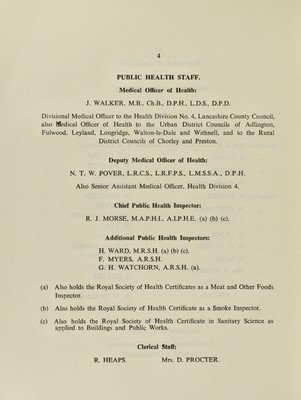 4
PUBLIC HEALTH STAFF.
Medical Officer of Health:
J. WALKER, M.B., Ch.B., D.P.H., L.D.S., D.P.D.
Divisional Medical Officer to the Health Division No. 4, Lancashire County Council,
also Medical Officer of Health to the Urban District Councils of Adlington,
Fulwood, Leyland, Longridge, Walton-le-Dale and Withnell, and to the Rural
District Councils of Chorley and Preston.
Deputy Medical Officer of Health:
N. T. W. POVER, L.R.C.S., L.R.F.P.S., L.M.S.S.A., D.P.H.
Also Senior Assistant Medical Officer, Health Division 4.
Chief Public Health Inspector:
R. J. MORSE, M.A.P.H.I., A.I.P.H.E. (a) (b) (c).
Additional Public Health Inspectors:
H. WARD, M.R.S.H. (a) (b) (c).
F. MYERS, A.R.S.H.
G. H. WATCHORN, A.R.S.H. (a).
(a) Also holds the Royal Society of Health Certificates as a Meat and Other Foods
Inspector.
(b) Also holds the Royal Society of Health Certificate as a Smoke Inspector.
(c) Also holds the Royal Society of Health Certificate in Sanitary Science as
applied to Buildings and Public Works.
Clerical Staff:
R. HEAPS. Mrs. D. PROCTER.